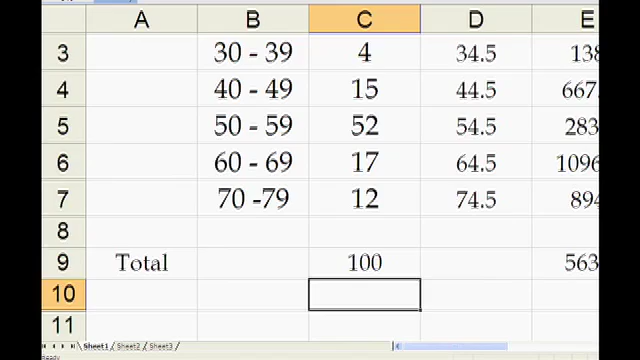 A B C D E
3 30 - 39 4 34.5 138
4 40 - 49 15 44.5 667
5 50 - 59 52 54.5 283
6 60 - 69 17 64.5 1096
7 70 -79 12 74.5 894
8
9 Total 100 563
10
11
Sheet1 Sheet2 Sheet3
Ready